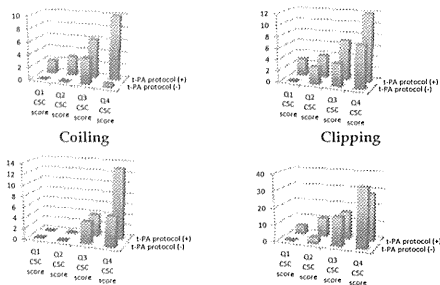 10
8
6
4
2
0
t-PA protocol (+)
t-PA protocol (-)
Q1 Q2 Q3 Q4
CSC CSC CSC CSC
score score score score
Coiling
12
10
8
6
4
2
0
t-PA protocol (+)
t-PA protocol (-)
Q1 Q2 Q3 Q4
CSC CSC CSC CSC
score score score score
Clipping
14
12
10
8
6
4
2
0
t-PA protocol (+)
t-PA protocol (-)
Q1 Q2 Q3 Q4
CSC CSC CSC CSC
score score score score
40
30
20
10
0
t-PA protocol (+)
t-PA protocol (-)
Q1 Q2 Q3 Q4
CSC CSC CSC CSC
score score score score